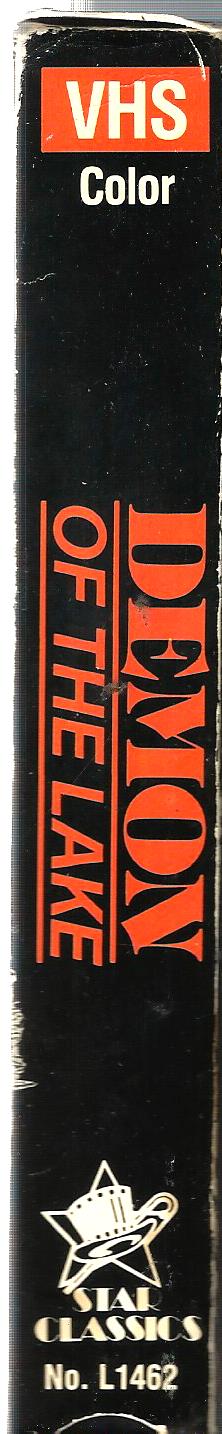 VHS
Color
DEMON
OF THE LAKE
STAR
CLASSICS
No. L1462